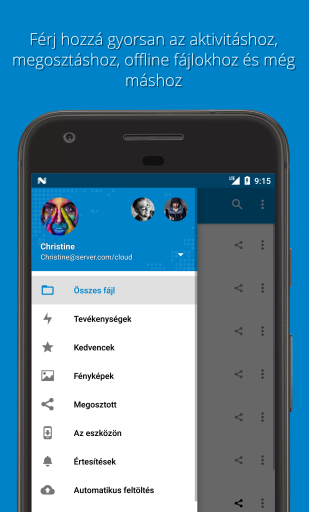 Férj hozzá gyorsan az aktivitáshoz,
megosztáshoz, offline fájlokhoz és még
máshoz
9:15
Christine
Christine@server.com/cloud
Összes fájl
Tevékenységek
Kedvencek
Fényképek
Megosztott
Az eszközön
Értesítések
Automatikus feltöltés